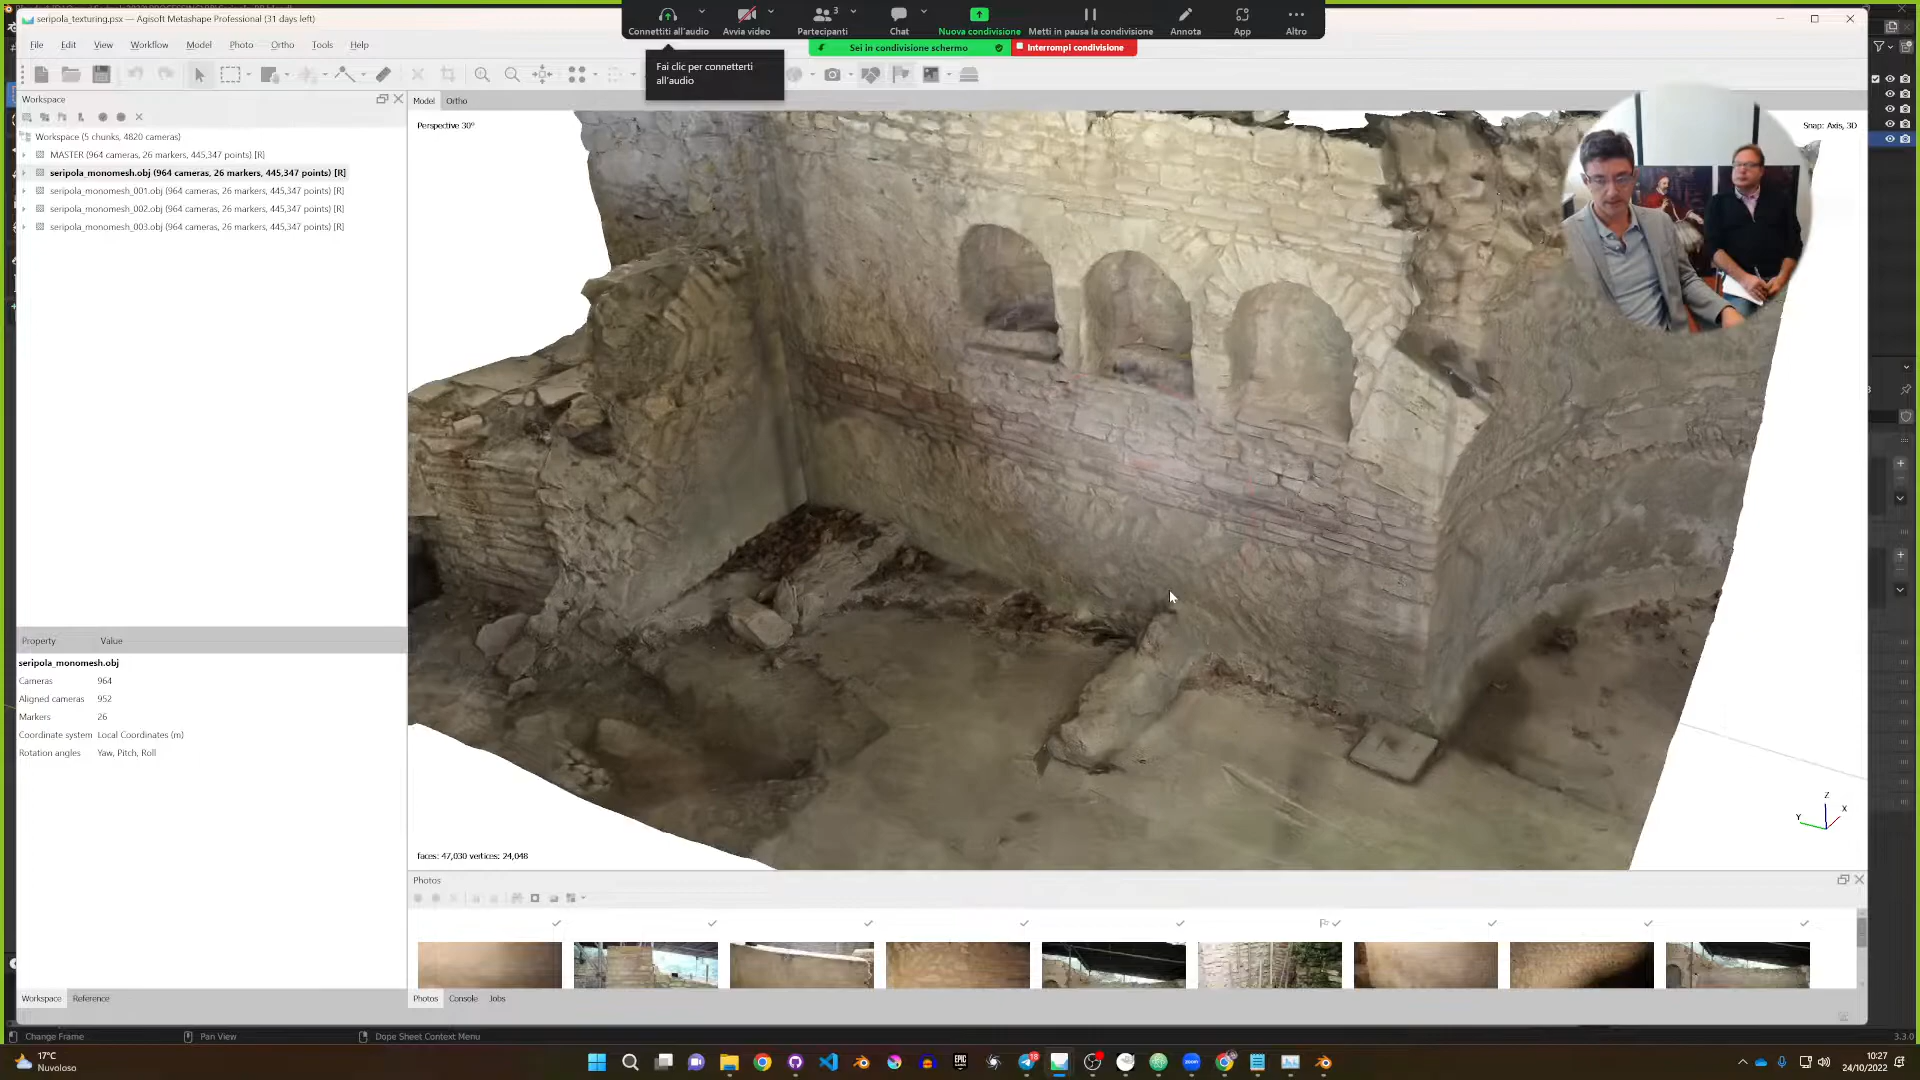 seripola_texturing.psx — Agisoft Metashape Professional (31 days left)
Connettiti all'audio
Avvia video
3
Partecipanti
Chat
Nuova condivisione
Metti in pausa la condivisione
Annota
App
Altro
Sei in condivisione schermo
Interrompi condivisione
Fai clic per connetterti
all'audio
File
Edit
View
Workflow
Model
Photo
Ortho
Tools
Help
Workspace
Model
Ortho
Perspective 30°
Snap: Axis, 3D
Workspace (5 chunks, 4820 cameras)
MASTER (964 cameras, 26 markers, 445,347 points) [R]
seripola_monomesh.obj (964 cameras, 26 markers, 445,347 points) [R]
seripola_monomesh_001.obj (964 cameras, 26 markers, 445,347 points) [R]
seripola_monomesh_002.obj (964 cameras, 26 markers, 445,347 points) [R]
seripola_monomesh_003.obj (964 cameras, 26 markers, 445,347 points) [R]
Property
Value
seripola_monomesh.obj
Cameras 964
Aligned cameras 952
Markers 26
Coordinate system Local Coordinates (m)
Rotation angles Yaw, Pitch, Roll
Z
X
Y
faces: 47,030 vertices: 24,048
Photos
Workspace
Reference
Photos
Console
Jobs
Change Frame
Pan View
Dope Sheet Context Menu
3.3.0
17°C
Nuvoloso
18
zoom
EPIC
10:27
24/10/2022